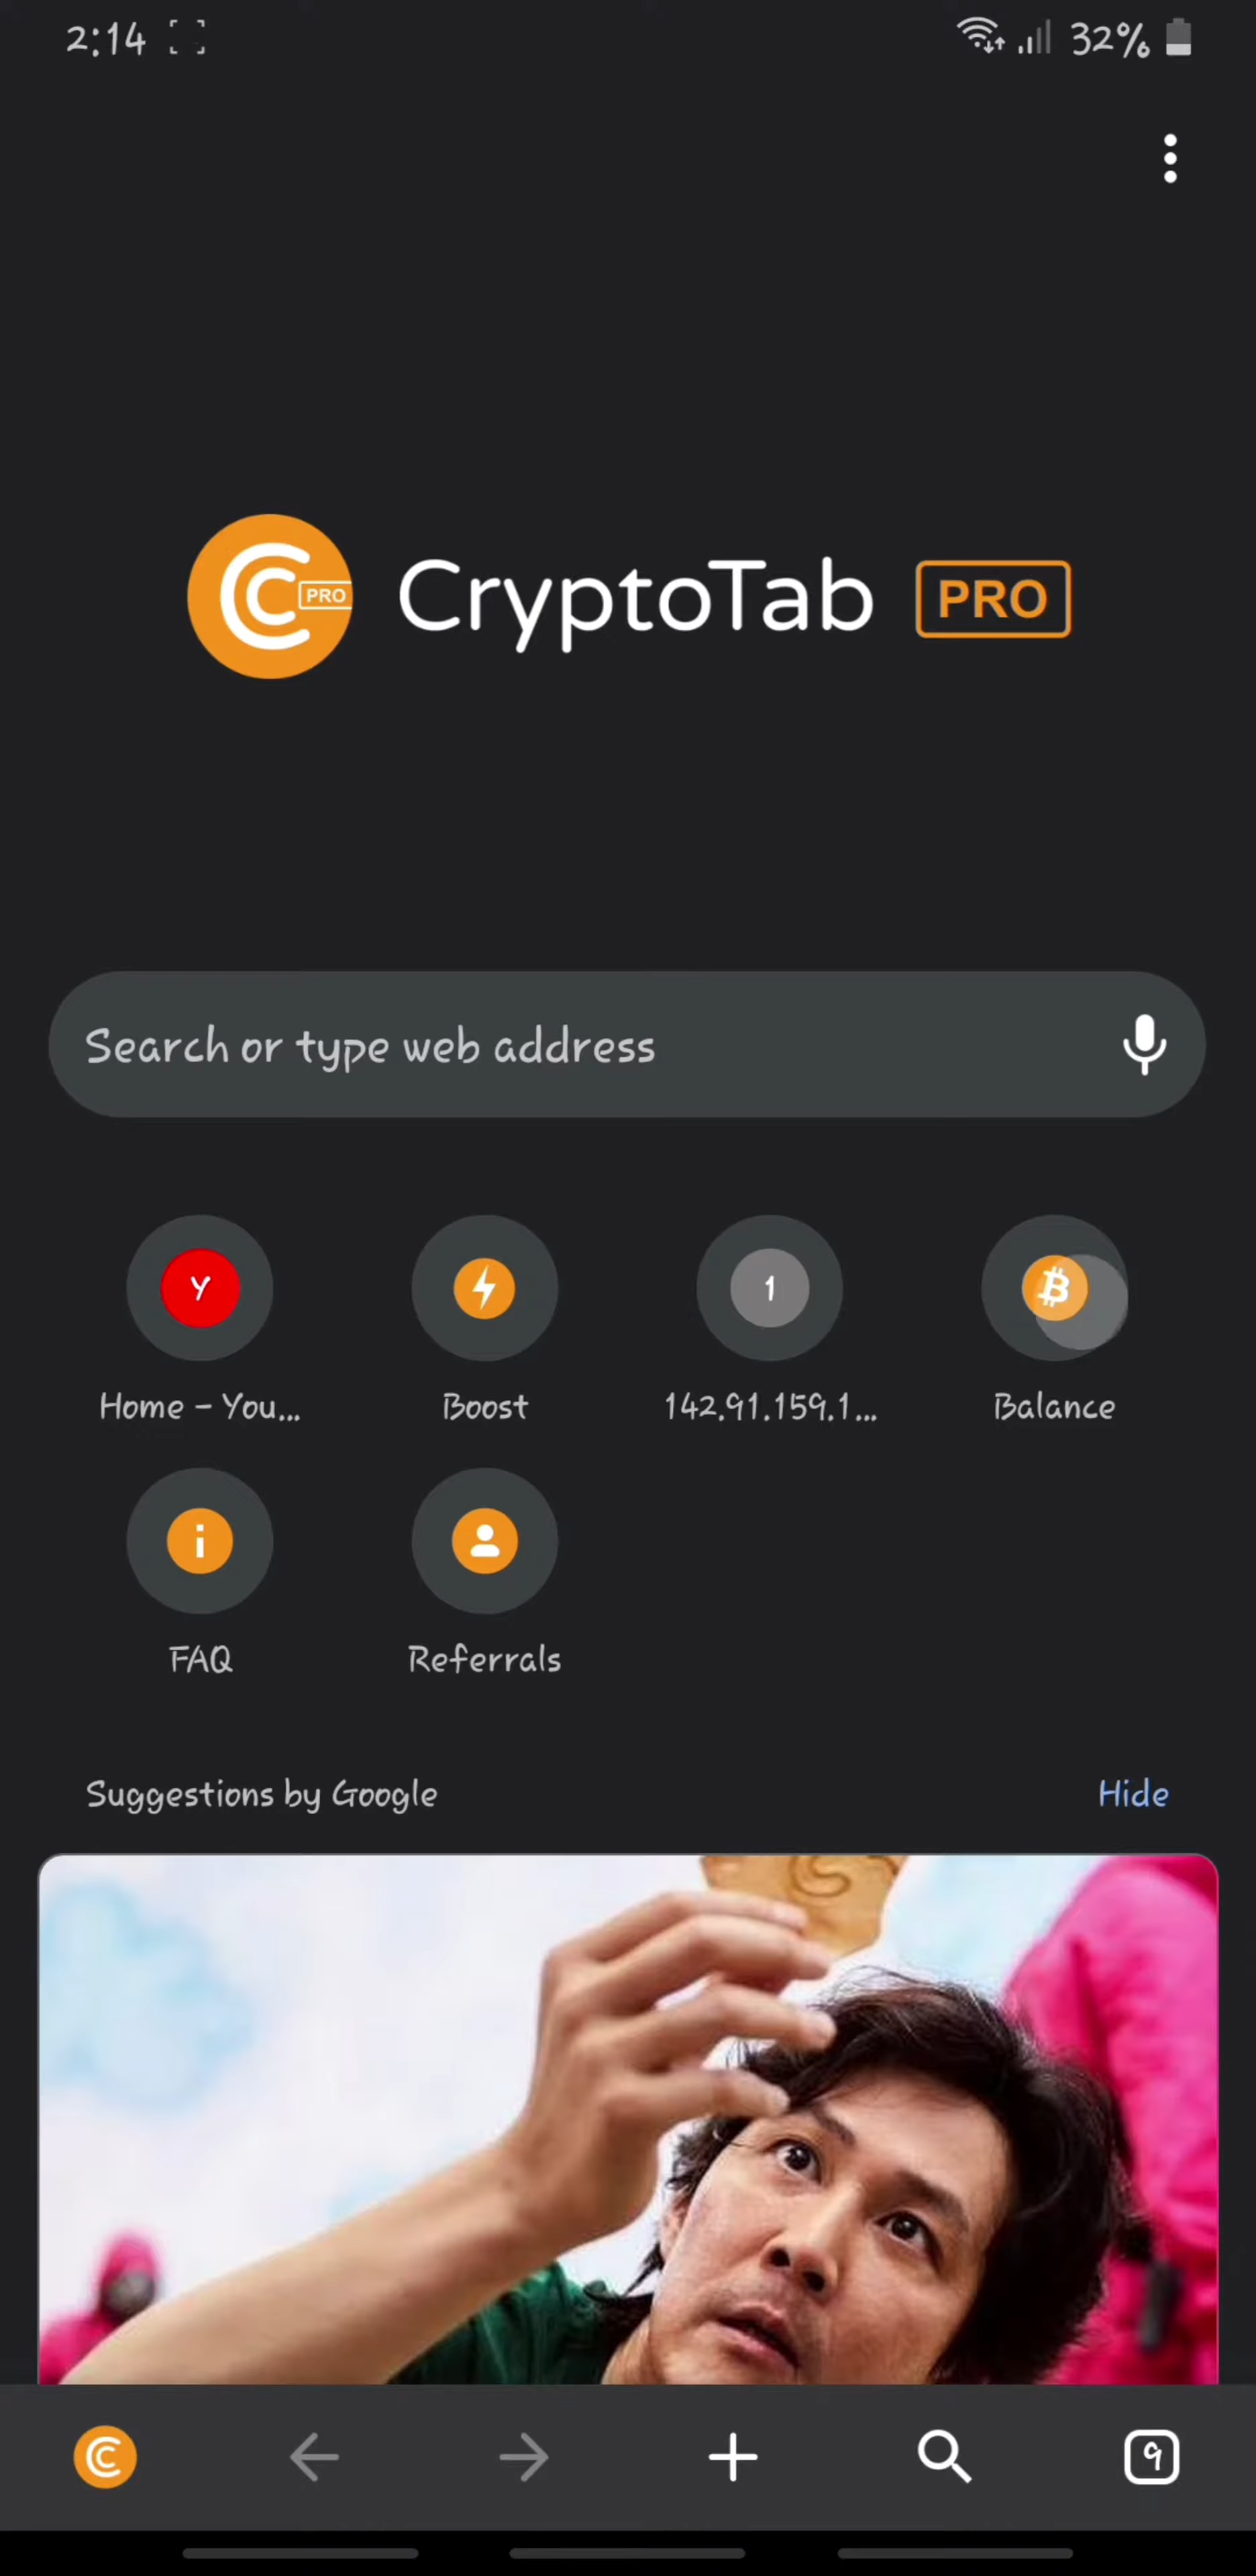 2:14 32%
PRO CryptoTab PRO
Search or type web address
Y 1
Home - You... Boost 142.91.159.1... Balance
FAQ Referrals
Suggestions by Google Hide
9